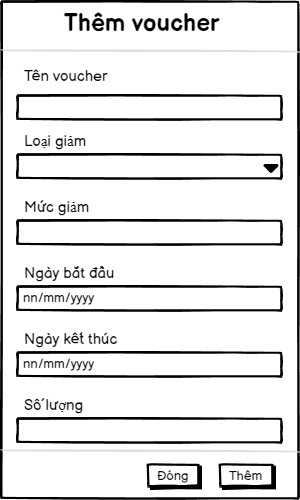 Thêm voucher
Tên voucher
Loại giảm
Mức giảm
Ngày bắt đầu
nn/mm/yyyy
Ngày kết thúc
nn/mm/yyyy
Số lượng
Đóng
Thêm